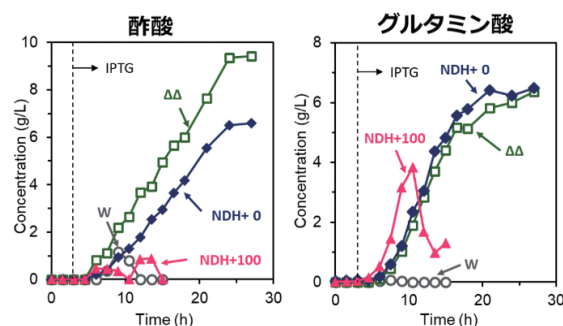 酢酸
Concentration (g/L)
10
8
6
4
2
0
IPTG
ΔΔ
W
NDH+ 0
NDH+100
0
10
20
30
Time (h)
グルタミン酸
Concentration (g/L)
8
6
4
2
0
IPTG
NDH+ 0
ΔΔ
NDH+100
W
0
10
20
30
Time (h)